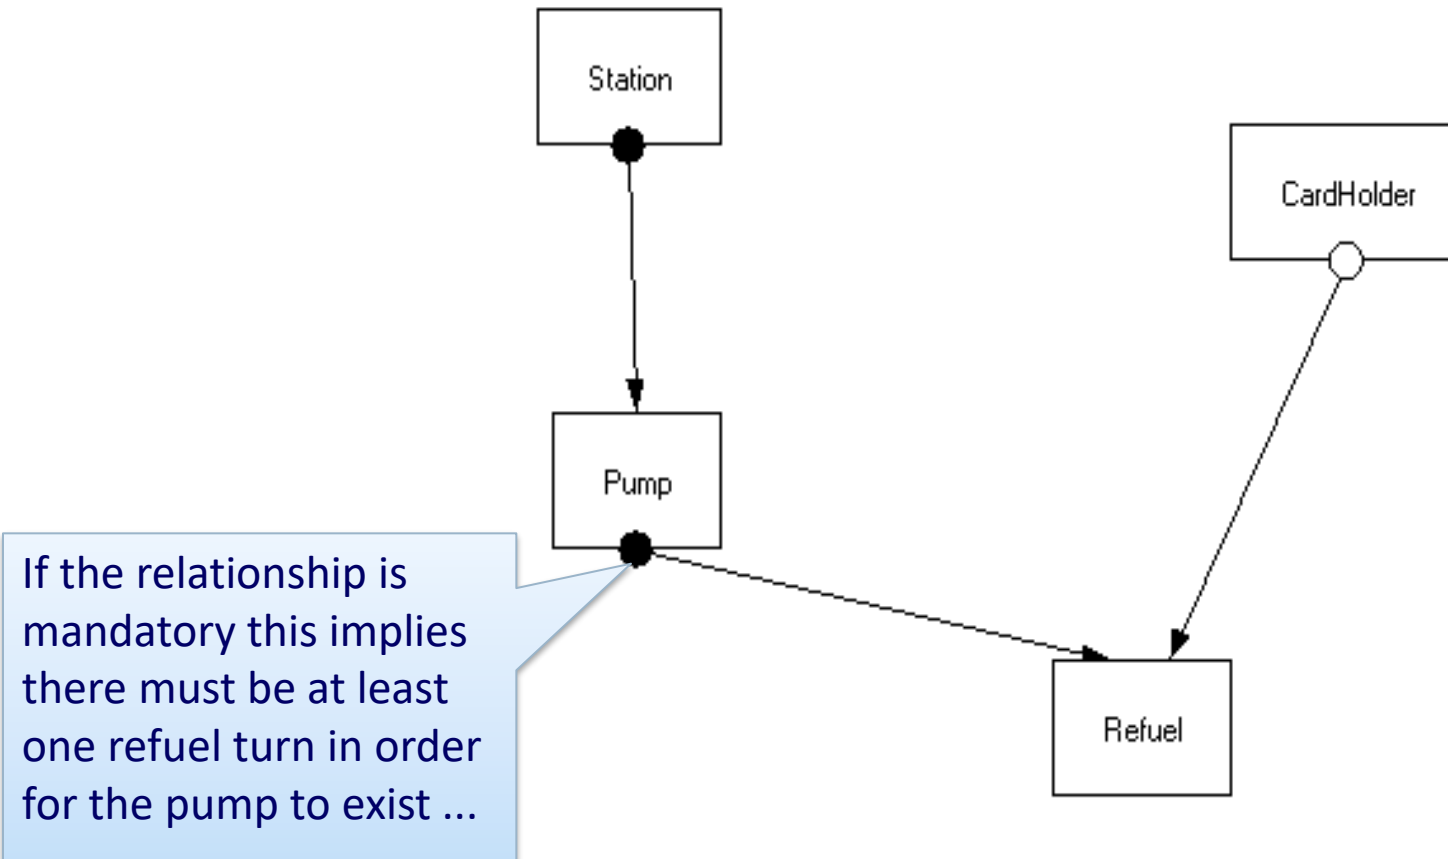 Station
CardHolder
Pump
If the relationship is
mandatory this implies
there must be at least
one refuel turn in order
for the pump to exist ...
Refuel